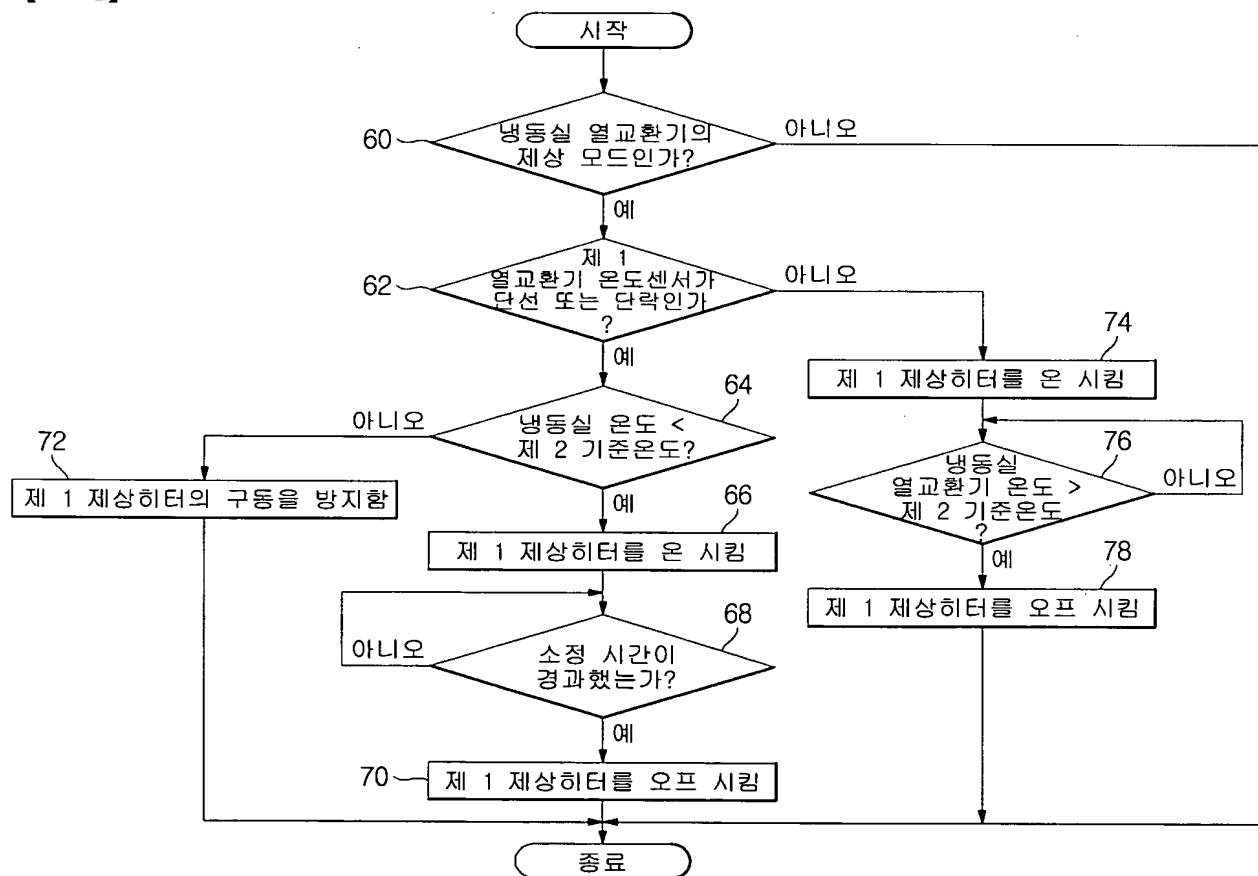 시작
60
냉동실 열교환기의
제상 모드인가?
아니오
예
62
제 1
열교환기 온도센서가
단선 또는 단락인가
?
아니오
예
74
제 1 제상히터를 온 시킴
64
냉동실 온도 <
제 2 기준온도?
아니오
예
72
제 1 제상히터의 구동을 방지함
76
냉동실
열교환기 온도 >
제 2 기준온도
?
아니오
예
66
제 1 제상히터를 온 시킴
78
제 1 제상히터를 오프 시킴
68
소정 시간이
경과했는가?
아니오
예
70
제 1 제상히터를 오프 시킴
종료